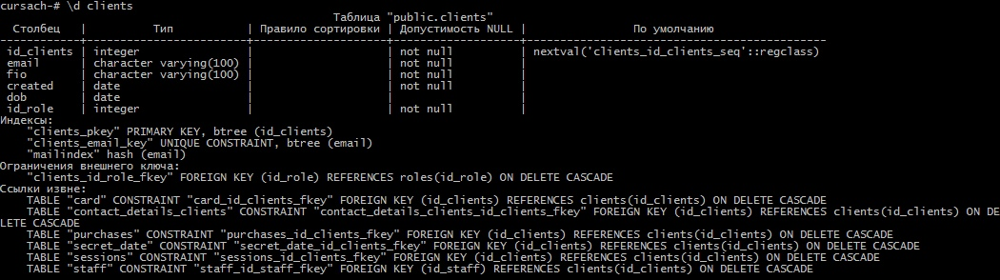 cursach-# \d clients
Таблица "public.clients"
Столбец | Тип | Правило сортировки | Допустимость NULL | По умолчанию
------------+------------------------+--------------------+-------------------+---------------------------------------------
id_clients | integer | | not null | nextval('clients_id_clients_seq'::regclass)
email | character varying(100) | | not null |
fio | character varying(100) | | not null |
created | date | | not null |
dob | date | | |
id_role | integer | | not null |
Индексы:
"clients_pkey" PRIMARY KEY, btree (id_clients)
"clients_email_key" UNIQUE CONSTRAINT, btree (email)
"mailindex" hash (email)
Ограничения внешнего ключа:
"clients_id_role_fkey" FOREIGN KEY (id_role) REFERENCES roles(id_role) ON DELETE CASCADE
Ссылки извне:
TABLE "card" CONSTRAINT "card_id_clients_fkey" FOREIGN KEY (id_clients) REFERENCES clients(id_clients) ON DELETE CASCADE
TABLE "contact_details_clients" CONSTRAINT "contact_details_clients_id_clients_fkey" FOREIGN KEY (id_clients) REFERENCES clients(id_clients) ON DE
LETE CASCADE
TABLE "purchases" CONSTRAINT "purchases_id_clients_fkey" FOREIGN KEY (id_clients) REFERENCES clients(id_clients) ON DELETE CASCADE
TABLE "secret_date" CONSTRAINT "secret_date_id_clients_fkey" FOREIGN KEY (id_clients) REFERENCES clients(id_clients) ON DELETE CASCADE
TABLE "sessions" CONSTRAINT "sessions_id_clients_fkey" FOREIGN KEY (id_clients) REFERENCES clients(id_clients) ON DELETE CASCADE
TABLE "staff" CONSTRAINT "staff_id_staff_fkey" FOREIGN KEY (id_staff) REFERENCES clients(id_clients) ON DELETE CASCADE